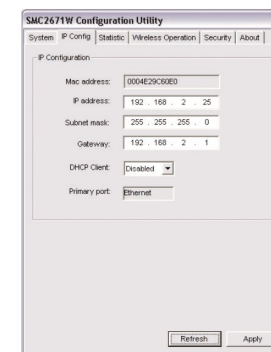 SMC2671W Configuration Utility
System IP Config Statistic Wireless Operation Security About
IP Configuration
Mac address: 0004E29C60E0
IP address: 192 . 168 . 2 . 25
Subnet mask: 255 . 255 . 255 . 0
Gateway: 192 . 168 . 2 . 1
DHCP Client: Disabled
Primary port: Ethernet
Refresh Apply